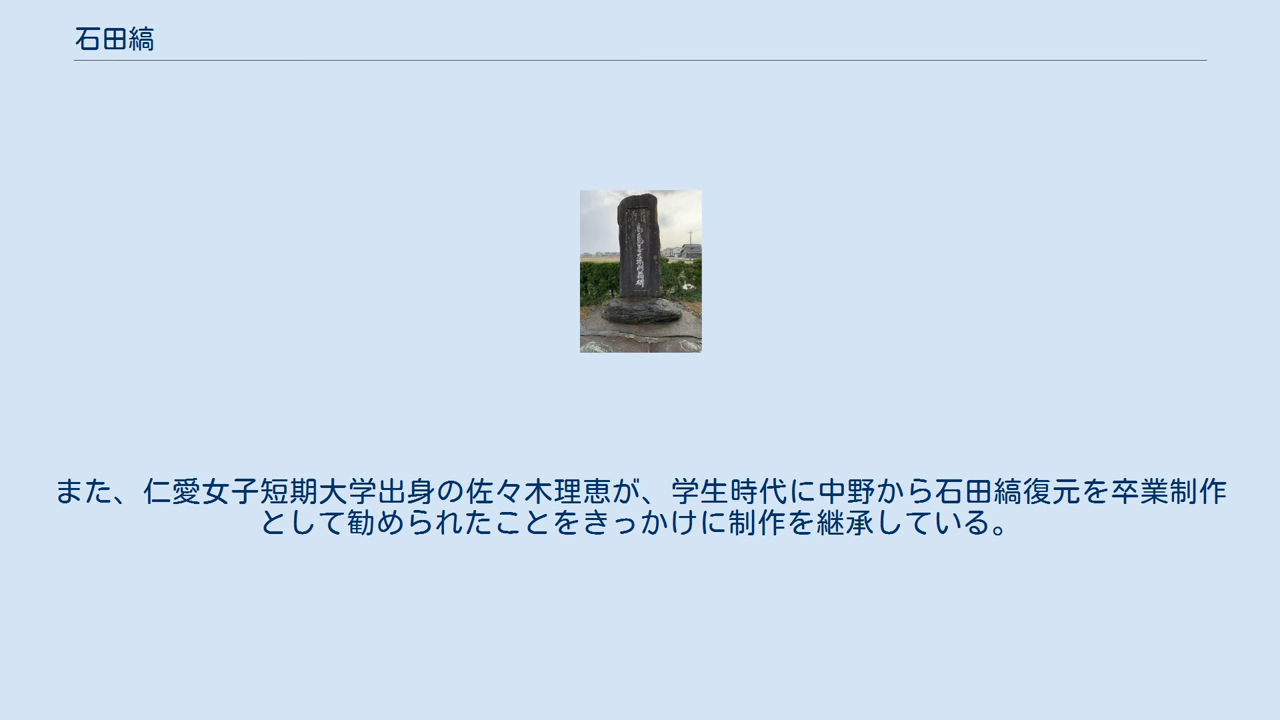 石田縞
また、仁愛女子短期大学出身の佐々木理恵が、学生時代に中野から石田縞復元を卒業制作
として勧められたことをきっかけに制作を継承している。